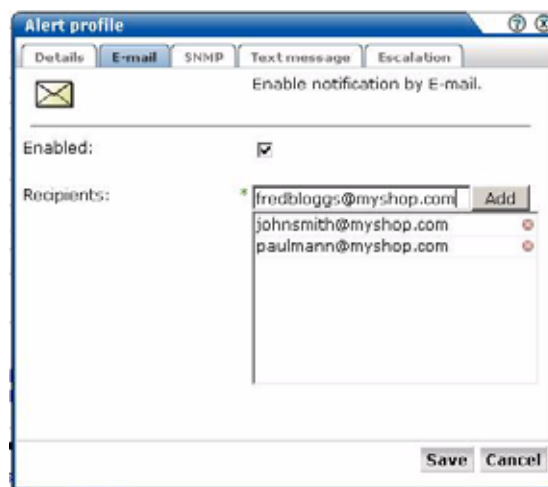 Alert profile
Details E-mail SNMP Text message Escalation
Enable notification by E-mail.
Enabled:
Recipients: * fredbloggs@myshop.com Add
johnsmith@myshop.com
paulmann@myshop.com
Save Cancel